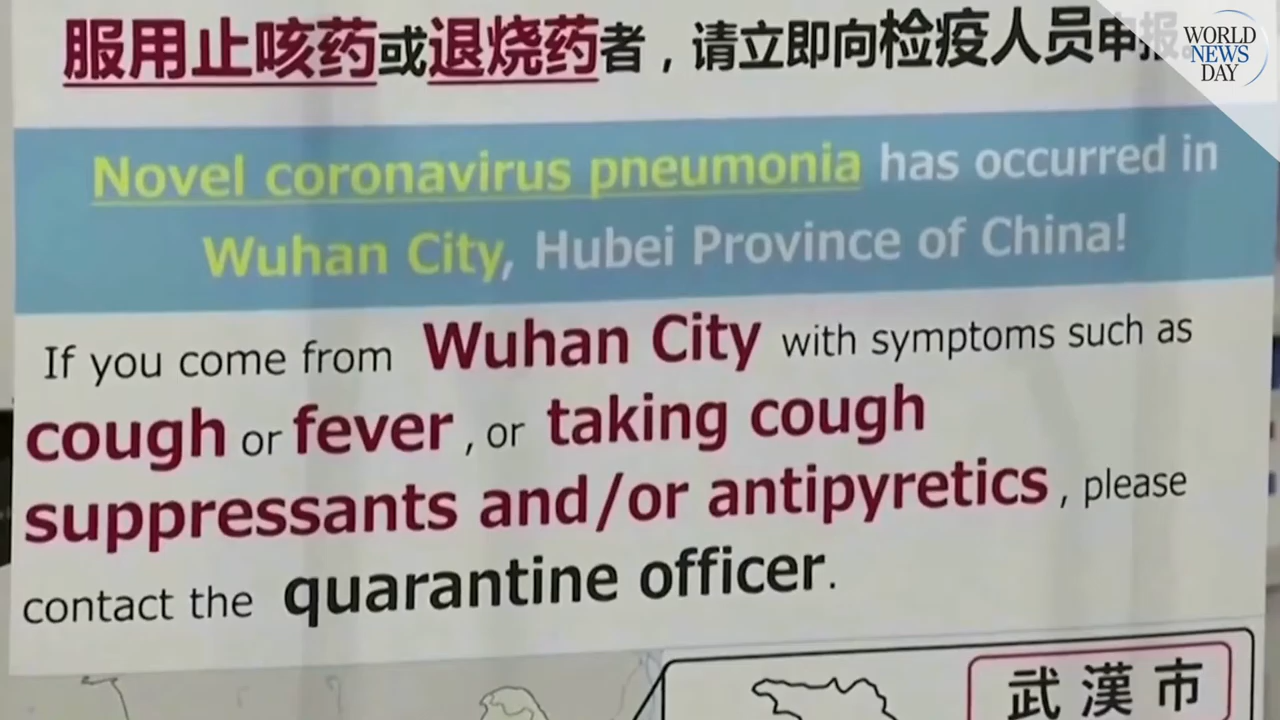 服用止咳药或退烧药者，请立即向检疫人员申报。
WORLD
NEWS
DAY
Novel coronavirus pneumonia has occurred in
Wuhan City, Hubei Province of China!
If you come from Wuhan City with symptoms such as
cough or fever , or taking cough
suppressants and/or antipyretics , please
contact the quarantine officer.
武漢市